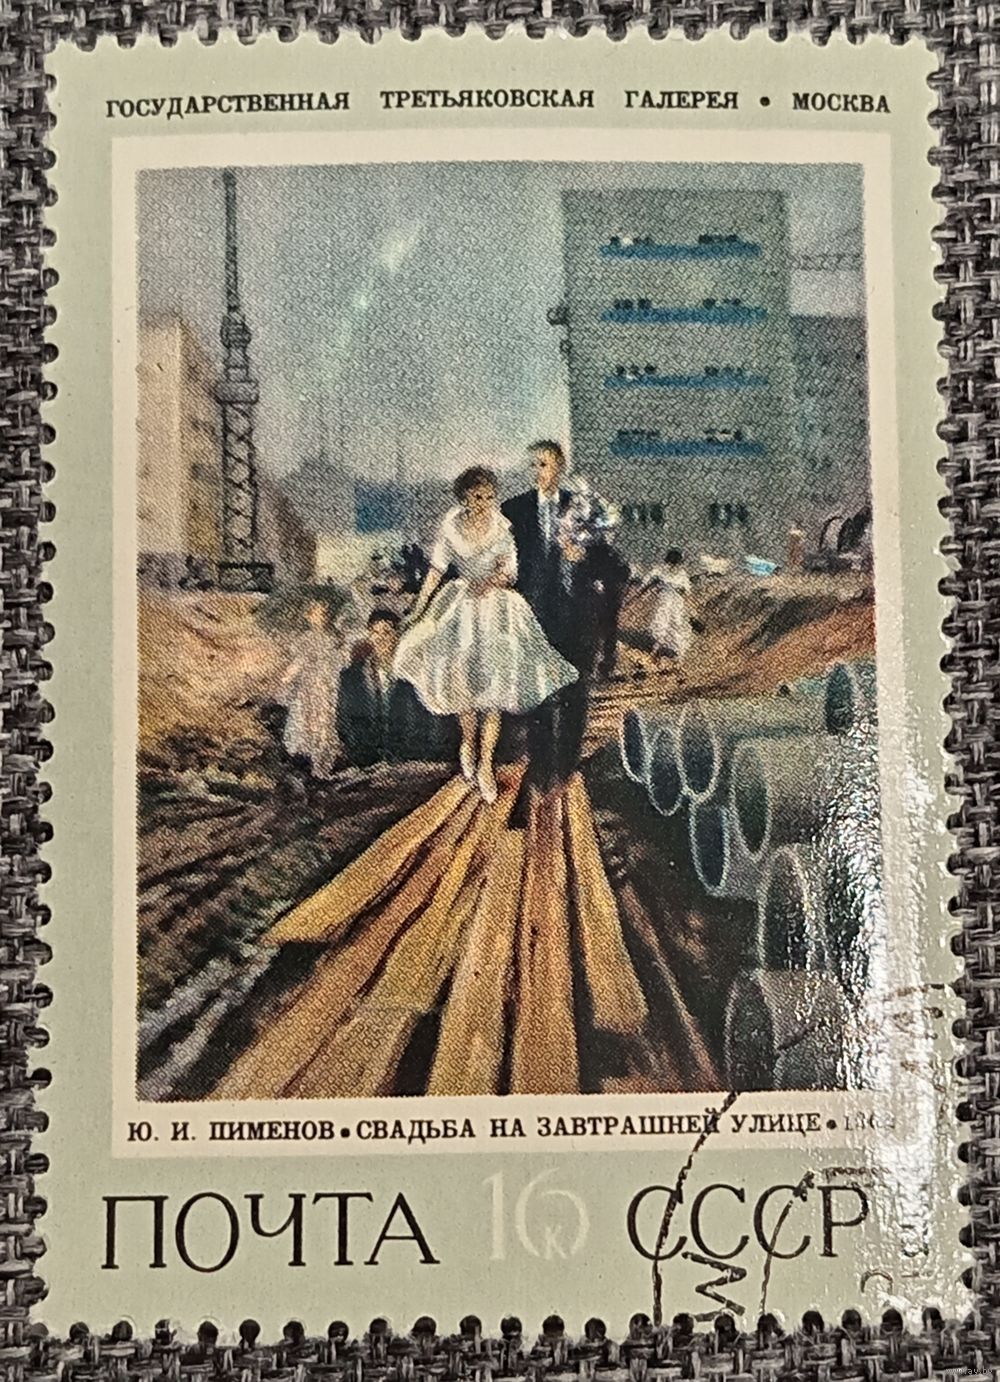 ГОСУДАРСТВЕННАЯ ТРЕТЬЯКОВСКАЯ ГАЛЕРЕЯ • МОСКВА
Ю. И. ПИМЕНОВ • СВАДЬБА НА ЗАВТРАШНЕЙ УЛИЦЕ •
ПОЧТА 16 К СССР